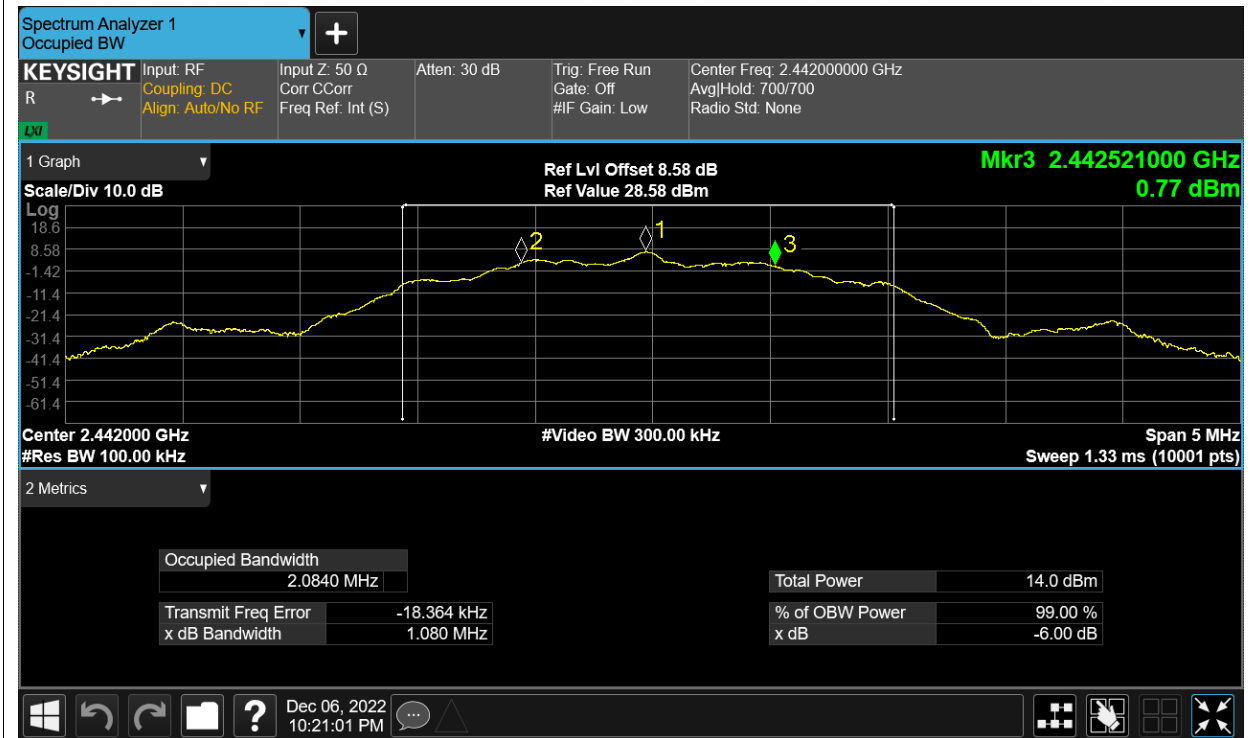 Spectrum Analyzer 1
Occupied BW
+
KEYSIGHT
R
LXI
Input: RF
Coupling: DC
Align: Auto/No RF
Input Z: 50 Ω
Corr CCorr
Freq Ref: Int (S)
Atten: 30 dB
Trig: Free Run
Gate: Off
#IF Gain: Low
Center Freq: 2.442000000 GHz
Avg|Hold: 700/700
Radio Std: None
1 Graph
Scale/Div 10.0 dB
Ref Lvl Offset 8.58 dB
Ref Value 28.58 dBm
Mkr3 2.442521000 GHz
0.77 dBm
Log
18.6
8.58
-1.42
-11.4
-21.4
-31.4
-41.4
-51.4
-61.4
2
1
3
Center 2.442000 GHz
#Res BW 100.00 kHz
#Video BW 300.00 kHz
Span 5 MHz
Sweep 1.33 ms (10001 pts)
2 Metrics
Occupied Bandwidth
2.0840 MHz
Transmit Freq Error -18.364 kHz
x dB Bandwidth 1.080 MHz
Total Power 14.0 dBm
% of OBW Power 99.00 %
x dB -6.00 dB
?
Dec 06, 2022
10:21:01 PM